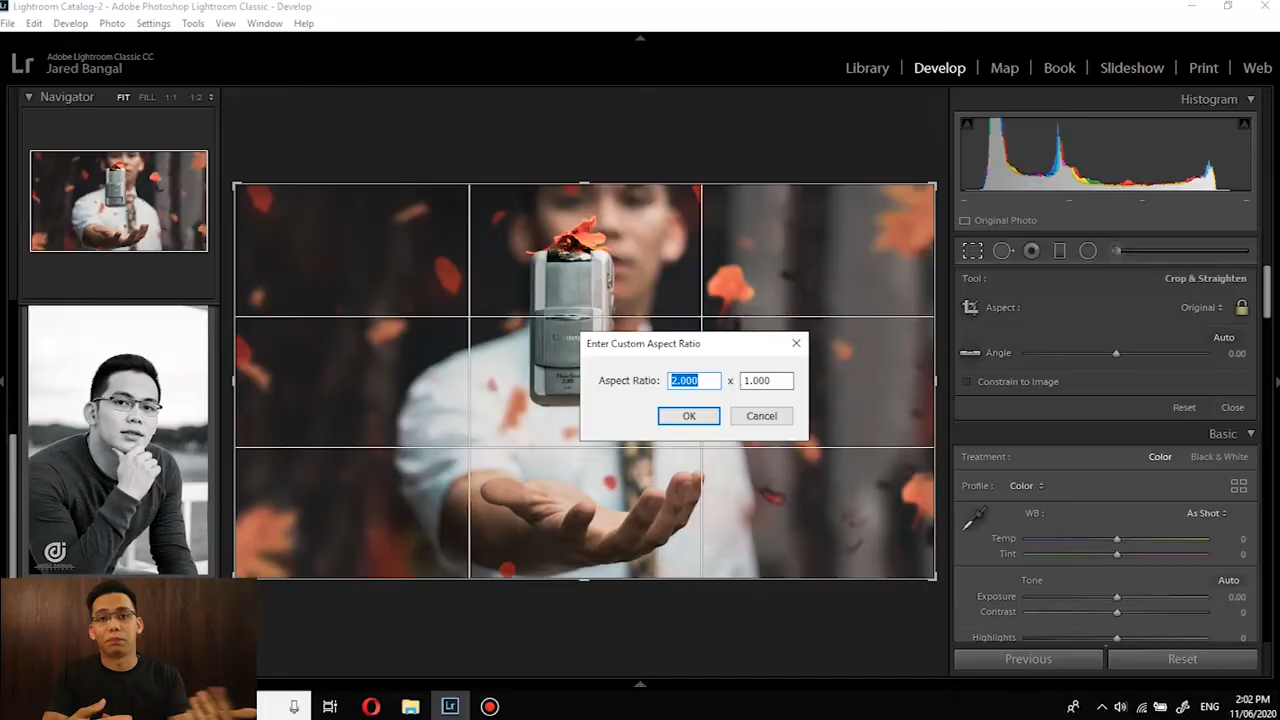 Lightroom Catalog-2 - Adobe Photoshop Lightroom Classic - Develop
File Edit Develop Photo Settings Tools View Window Help
Lr
Adobe Lightroom Classic CC
Jared Bangal
Library | Develop | Map | Book | Slideshow | Print | Web
Navigator FIT FILL 1:1 1:2
Histogram
Original Photo
Tool : Crop & Straighten
Aspect : Original
Auto
Angle 0.00
Constrain to Image
Reset Close
Enter Custom Aspect Ratio
Aspect Ratio: 2.000 x 1.000
OK Cancel
Basic
Treatment : Color Black & White
Profile : Color
WB : As Shot
Temp 0
Tint 0
Tone Auto
Exposure 0.00
Contrast 0
Highlights 0
Previous Reset
dj
Lr
ENG
2:02 PM
11/06/2020